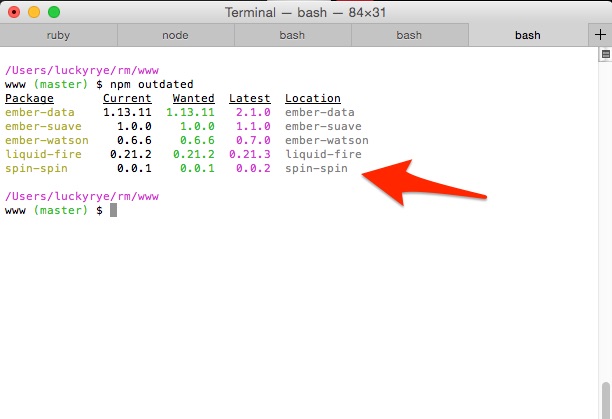 Terminal — bash — 84×31
ruby node bash bash bash +
/Users/luckyrye/rm/www
www (master) $ npm outdated
Package Current Wanted Latest Location
ember-data 1.13.11 1.13.11 2.1.0 ember-data
ember-suave 1.0.0 1.0.0 1.1.0 ember-suave
ember-watson 0.6.6 0.6.6 0.7.0 ember-watson
liquid-fire 0.21.2 0.21.2 0.21.3 liquid-fire
spin-spin 0.0.1 0.0.1 0.0.2 spin-spin
/Users/luckyrye/rm/www
www (master) $